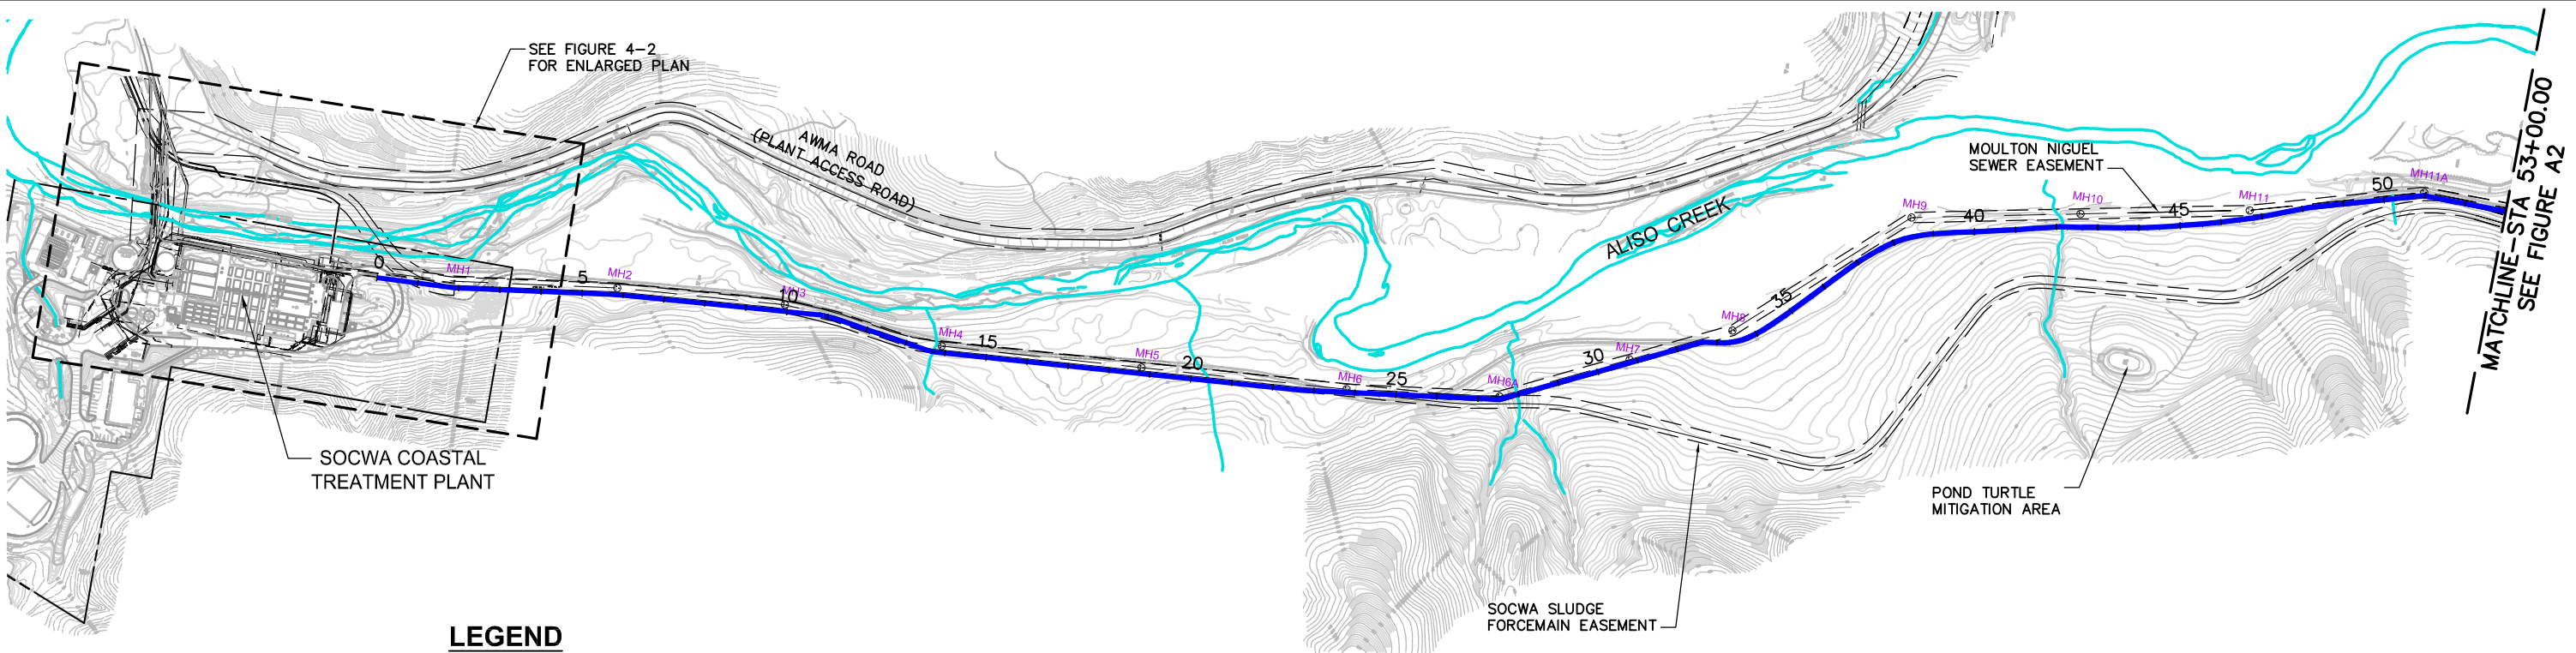 SEE FIGURE 4-2
FOR ENLARGED PLAN
AWMA ROAD
(PLANT ACCESS ROAD)
ALISO CREEK
MOULTON NIGUEL
SEWER EASEMENT
MATCHLINE-STA 53+00.00
SEE FIGURE A2
0
MH1
5
MH2
10
MH3
MH4
15
MH5
20
MH6
25
MH6A
30
MH7
MH8
35
MH9
40
MH10
45
MH11
50
MH11A
SOCWA COASTAL
TREATMENT PLANT
POND TURTLE
MITIGATION AREA
SOCWA SLUDGE
FORCEMAIN EASEMENT
LEGEND